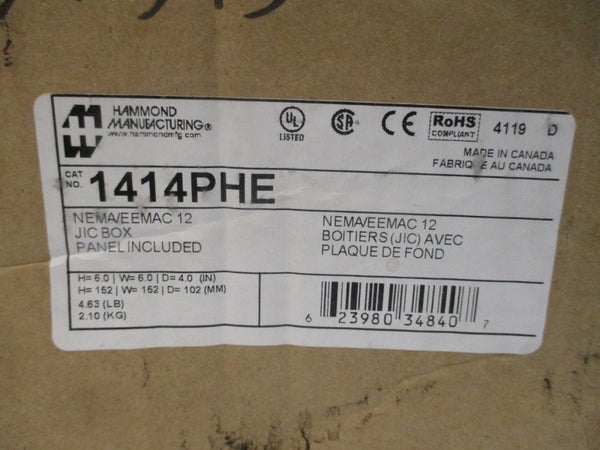 HAMMOND
MANUFACTURING®
www.hammondmfg.com
UL
LISTED
SA
CE
RoHS
COMPLIANT
4119 D
MADE IN CANADA
FABRIQUÉ AU CANADA
CAT
NO. 1414PHE
NEMA/EEMAC 12
JIC BOX
PANEL INCLUDED
NEMA/EEMAC 12
BOITIERS (JIC) AVEC
PLAQUE DE FOND
H= 6.0 | W= 6.0 | D= 4.0 (IN)
H= 152 | W= 152 | D= 102 (MM)
4.63 (LB)
2.10 (KG)
6 23980 34840 7